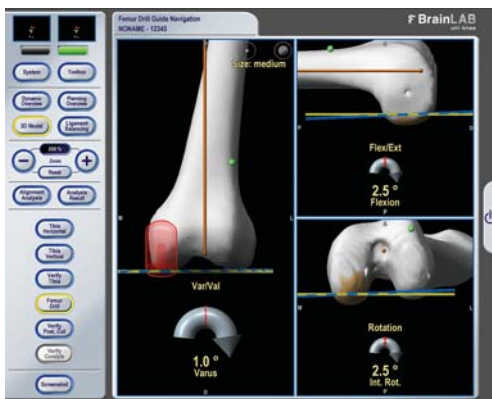 Femur Drill Guide Navigation
NONAME - 12345
BrainLAB
uni-knee
System
Toolbox
Dynamic
Overview
Planning
Overview
3D Model
Ligament
Balancing
200 %
Zoom
Reset
Alignment
Analysis
Analysis
Result
Tibia
Horizontal
Tibia
Vertical
Verify
Tibia
Femur
Drill
Verify
Post. Cut
Verify
Condyle
Screenshot
Size: medium
M
L
Var/Val
1.0 °
Varus
D
P
D
Flex/Ext
2.5 °
Flexion
P
A
M
L
Rotation
2.5 °
Int. Rot.
P